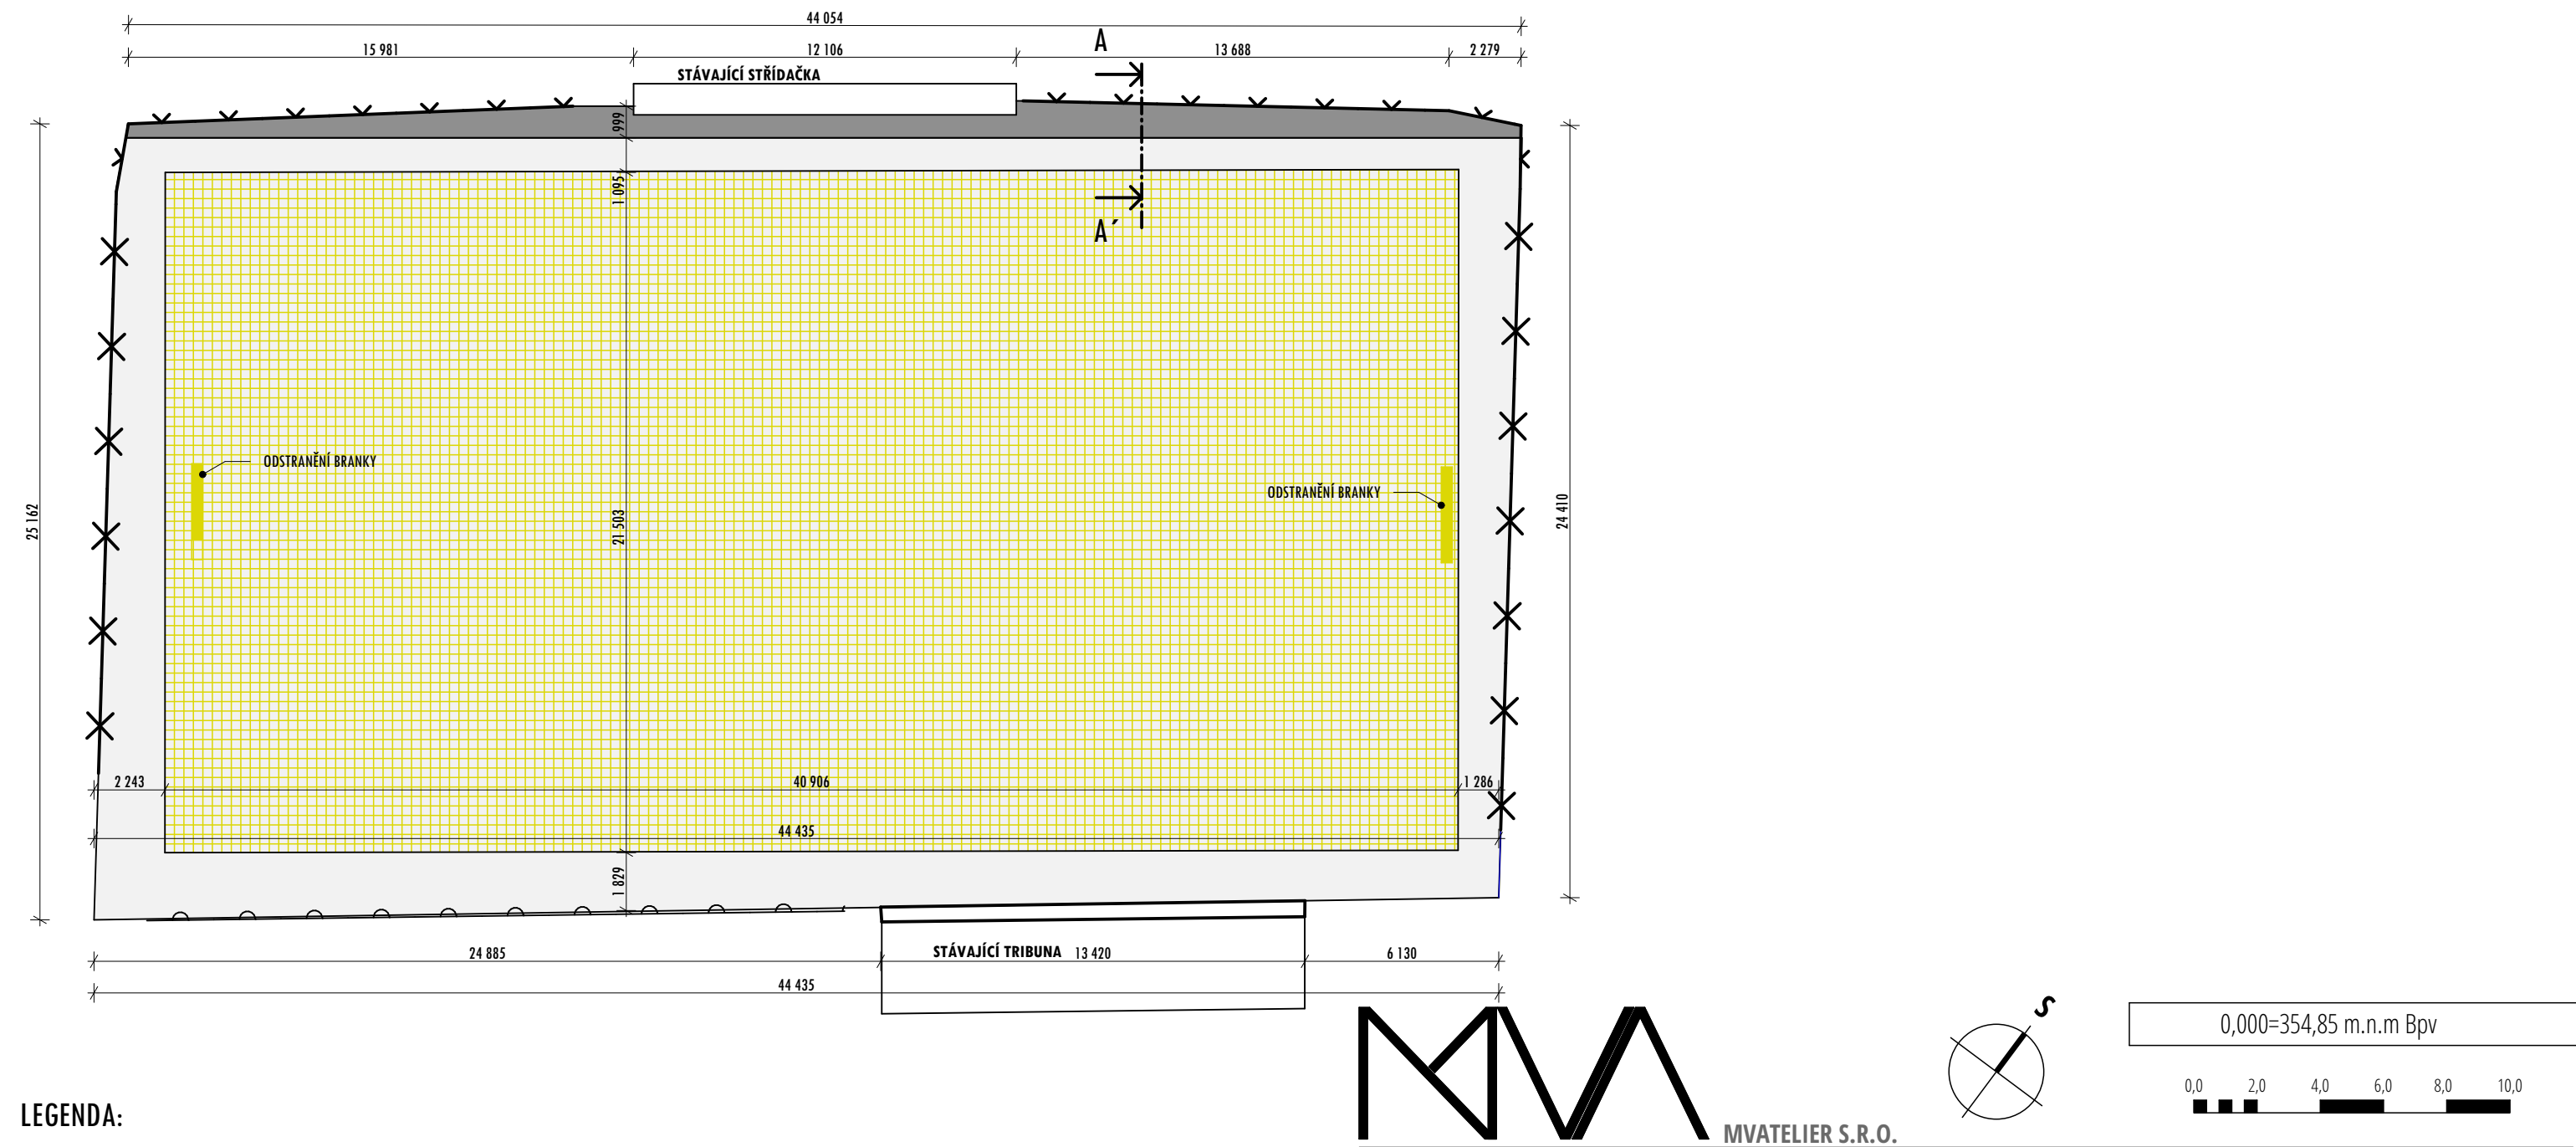 44 054
15 981
12 106
13 688
2 279
A
STÁVAJÍCÍ STŘÍDAČKA
999
1 095
A´
ODSTRANĚNÍ BRANKY
ODSTRANĚNÍ BRANKY
25 162
21 503
24 410
2 243
40 906
1 286
44 435
1 829
24 885
STÁVAJÍCÍ TRIBUNA
13 420
6 130
44 435
S
0,000=354,85 m.n.m Bpv
0,0 2,0 4,0 6,0 8,0 10,0
LEGENDA:
MVA
MVATELIER S.R.O.